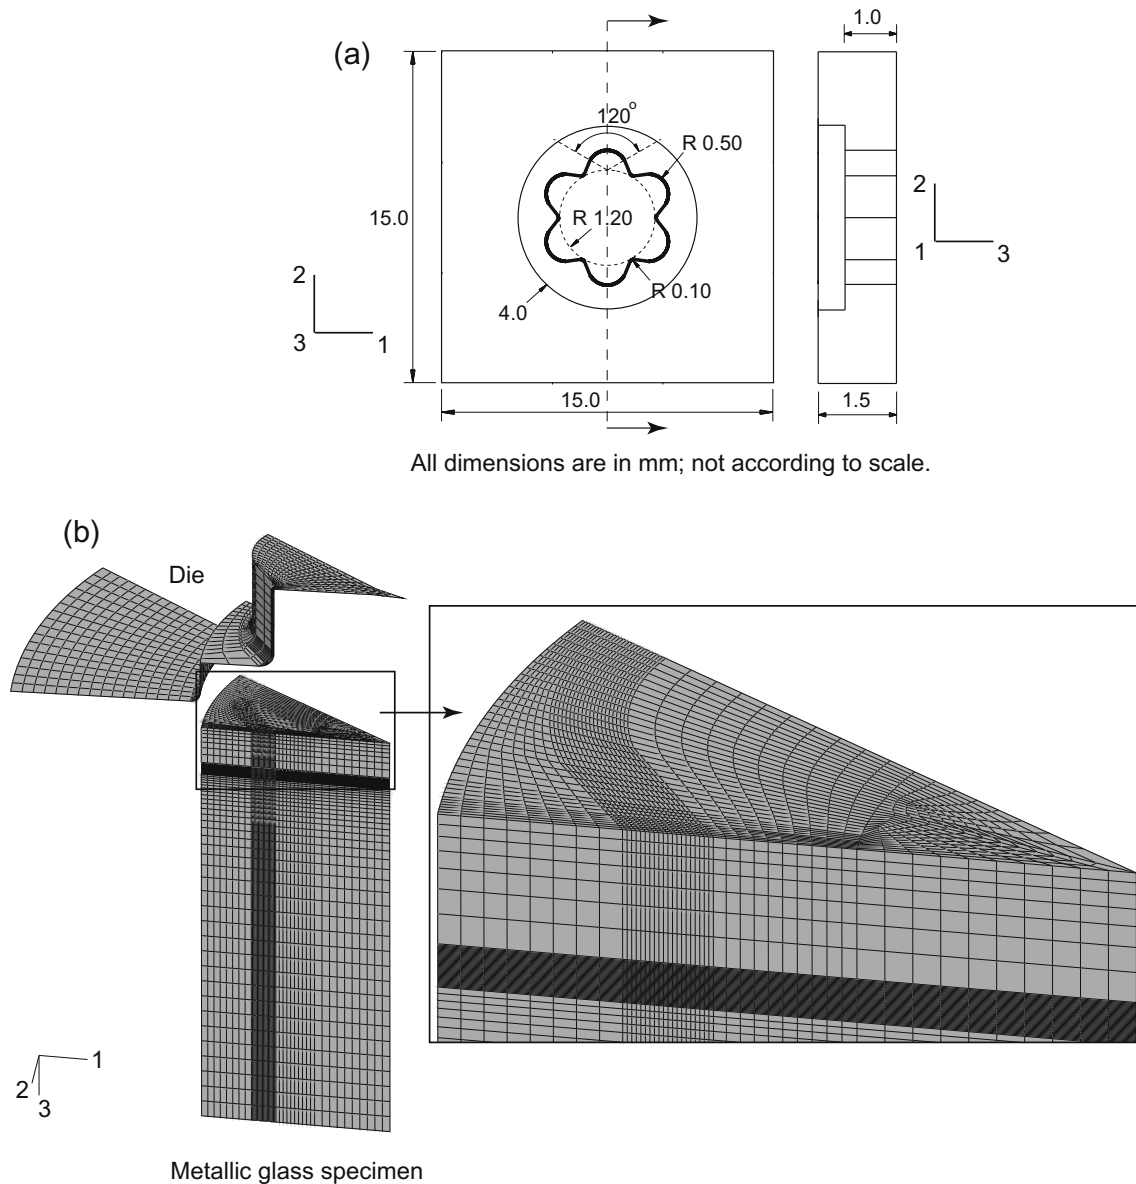 (a)
1.0
120°
R 0.50
2
15.0
R 1.20
1
3
2
R 0.10
4.0
3
1
15.0
1.5
All dimensions are in mm; not according to scale.
(b)
Die
1
2
3
Metallic glass specimen